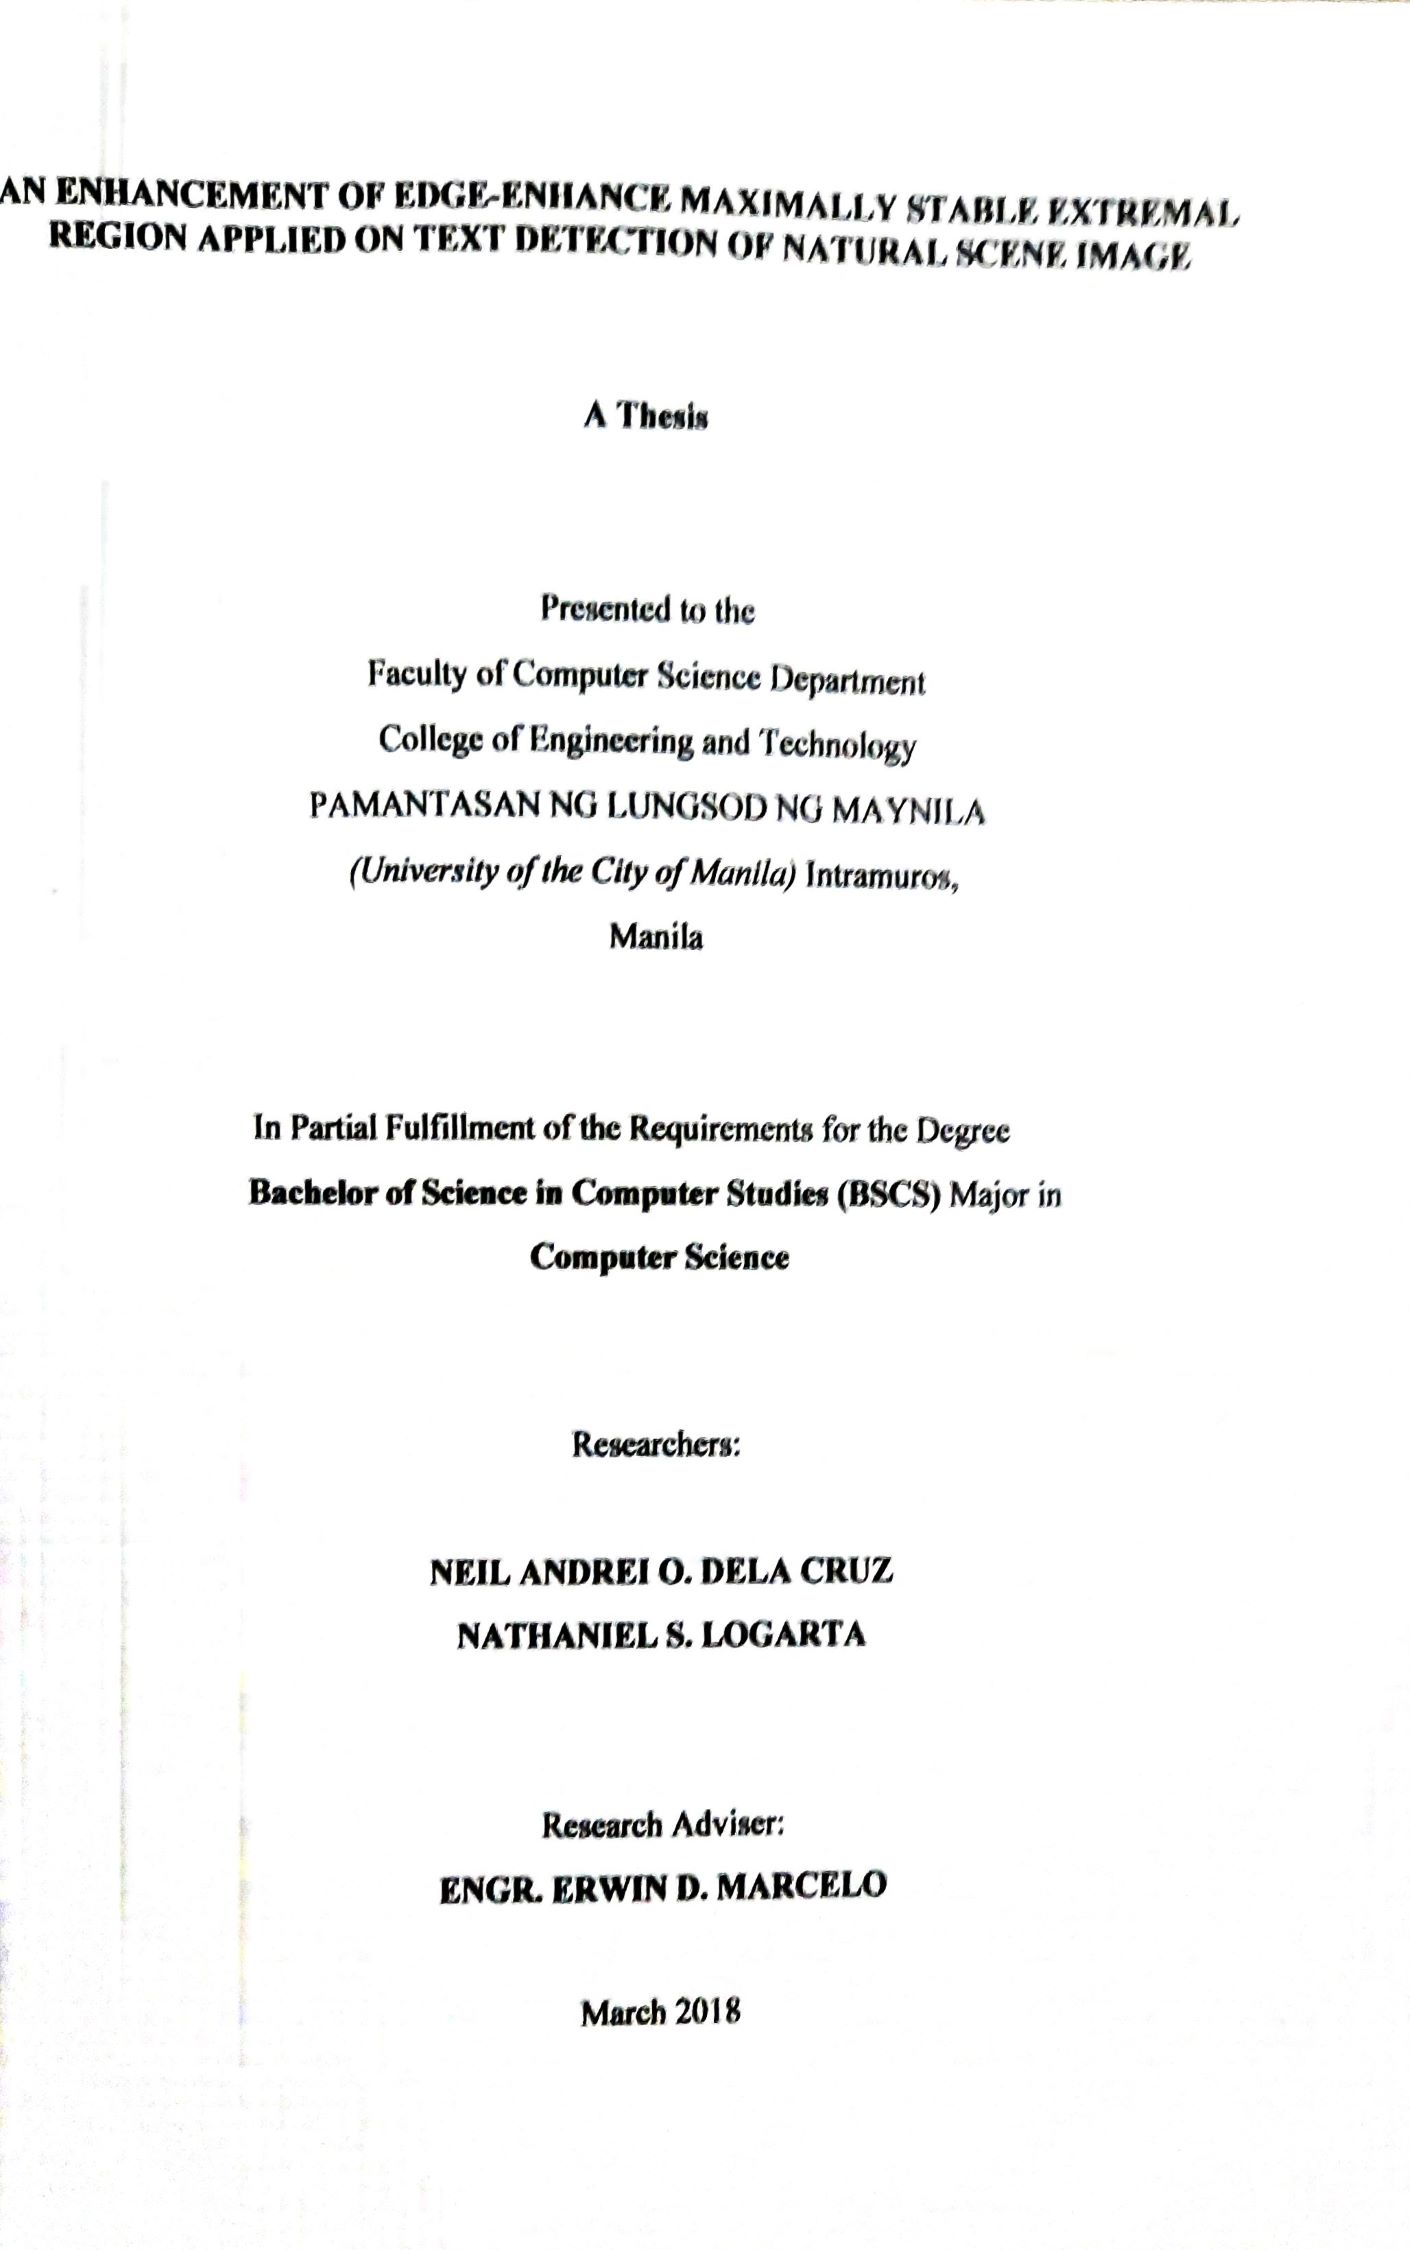 AN ENHANCEMENT OF EDGE-ENHANCE MAXIMALLY STABLE EXTREMAL
REGION APPLIED ON TEXT DETECTION OF NATURAL SCENE IMAGE
A Thesis
Presented to the
Faculty of Computer Science Department
College of Engineering and Technology
PAMANTASAN NG LUNGSOD NG MAYNILA
(University of the City of Manila) Intramuros,
Manila
In Partial Fulfillment of the Requirements for the Degree
Bachelor of Science in Computer Studies (BSCS) Major in
Computer Science
Researchers:
NEIL ANDREI O. DELA CRUZ
NATHANIEL S. LOGARTA
Research Adviser:
ENGR. ERWIN D. MARCELO
March 2018